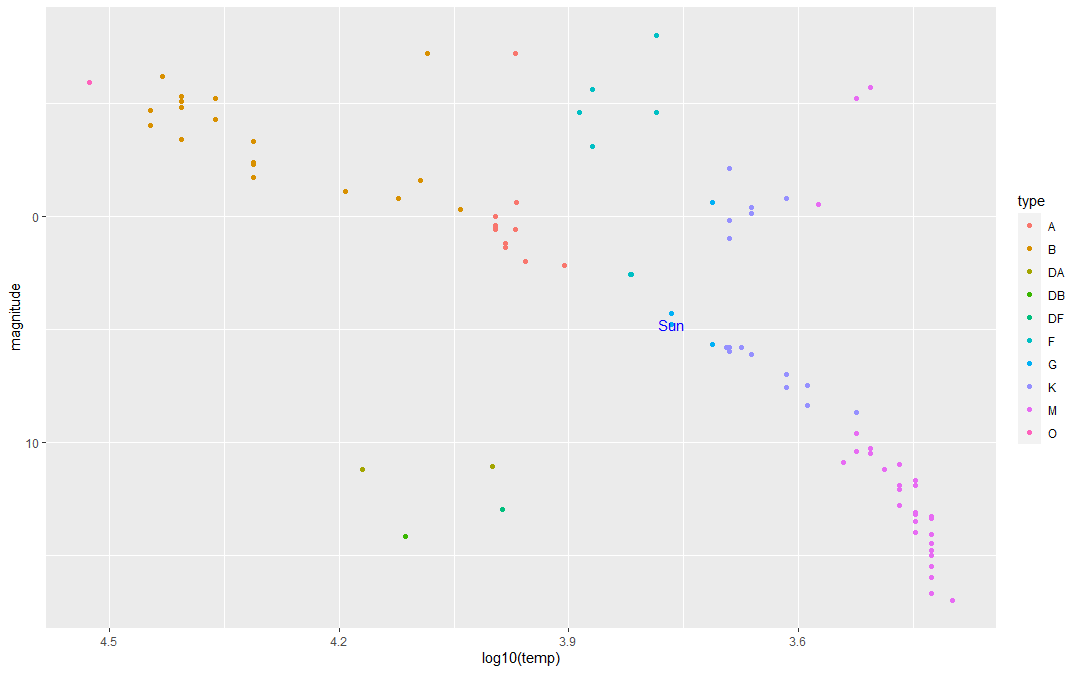 0
10
magnitude
4.5
4.2
3.9
3.6
log10(temp)
Sun
type
A
B
DA
DB
DF
F
G
K
M
O